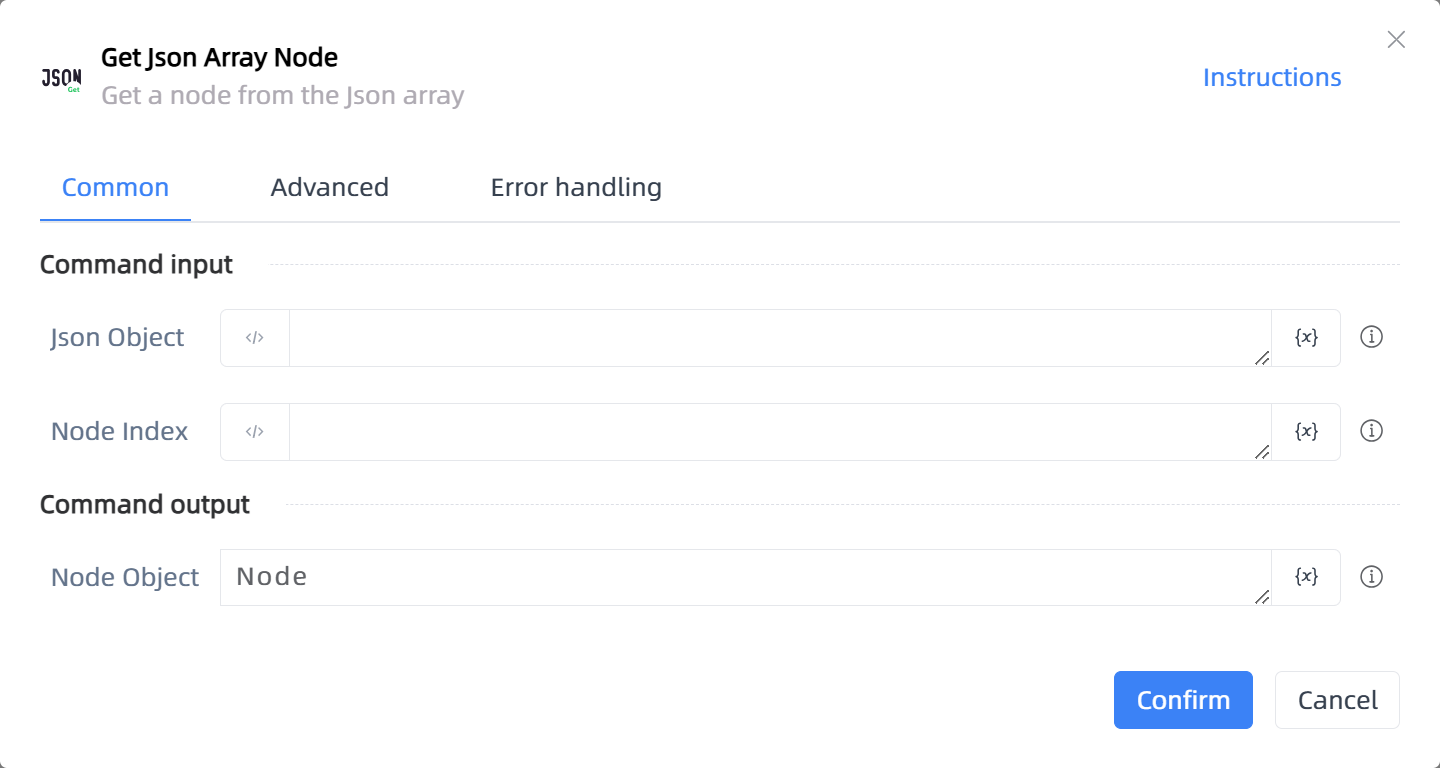 Get Json Array Node
JSON
Get
Get a node from the Json array
Instructions
Common Advanced Error handling
Command input
Json Object </> {x}
Node Index </> {x}
Command output
Node Object Node {x}
Confirm Cancel